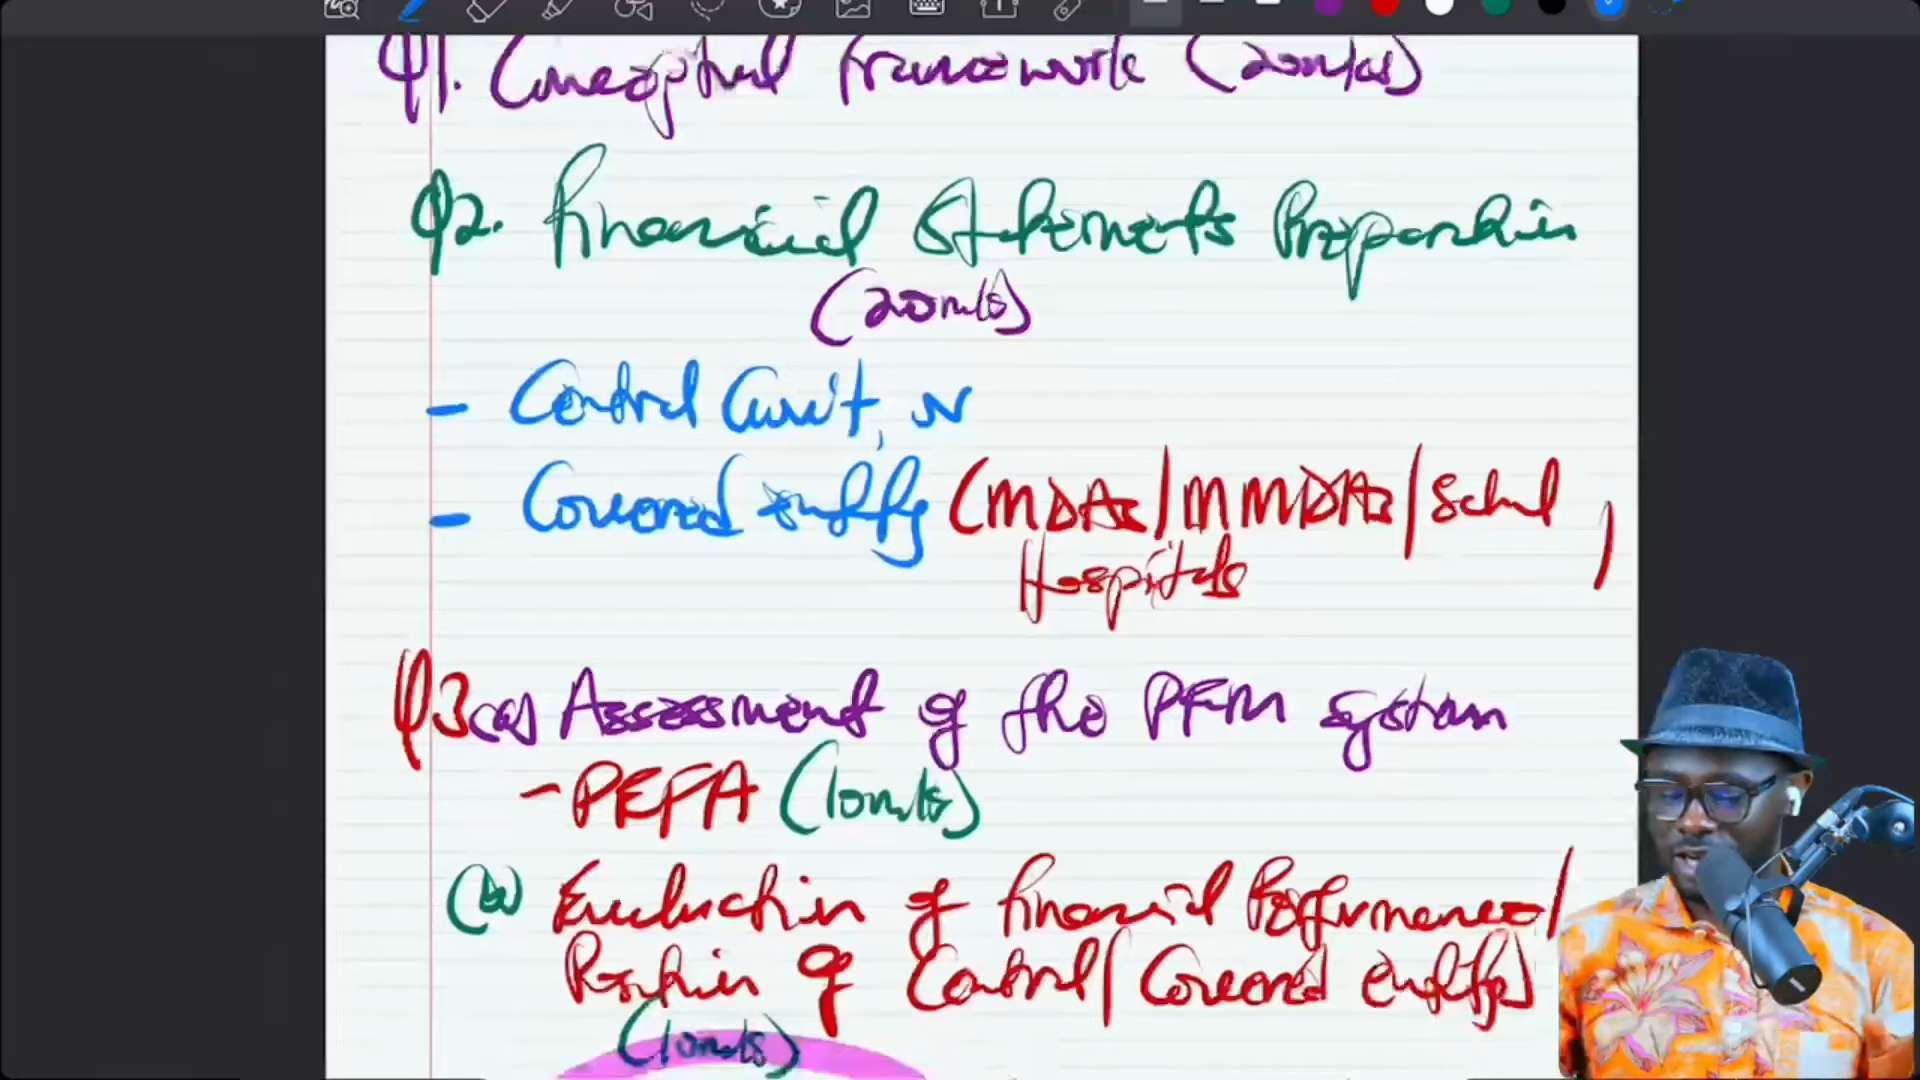 Q1. Conceptual Framework (20mks)
Q2. Financial Statements Preparation
(20mks)
- Central Govt, or
- Covered entity (MDAs/MMDAs/School,
Hospitals)
Q3(a) Assessment of the PFM system
- PEFA (10mks)
(b) Evaluation of Financial Performance/
Position of Central/Covered entity
(10mks)